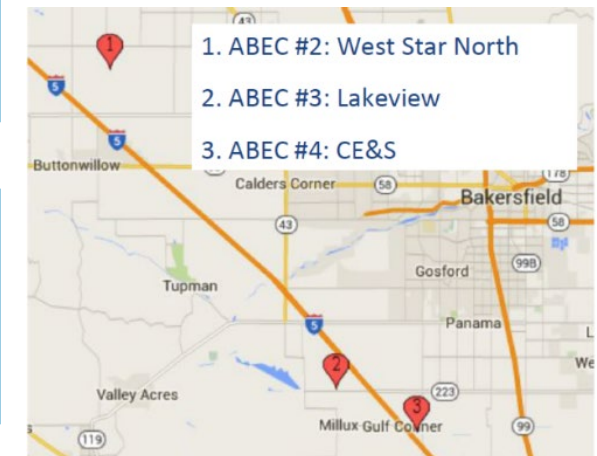 43
1
1. ABEC #2: West Star North
2. ABEC #3: Lakeview
3. ABEC #4: CE&S
5
5
Buttonwillow
Calders Corner
58
178
Bakersfield
58
43
Gosford
99B
Tupman
5
Panama
L
We
2
Valley Acres
223
3
Millux Gulf Corner
99
119